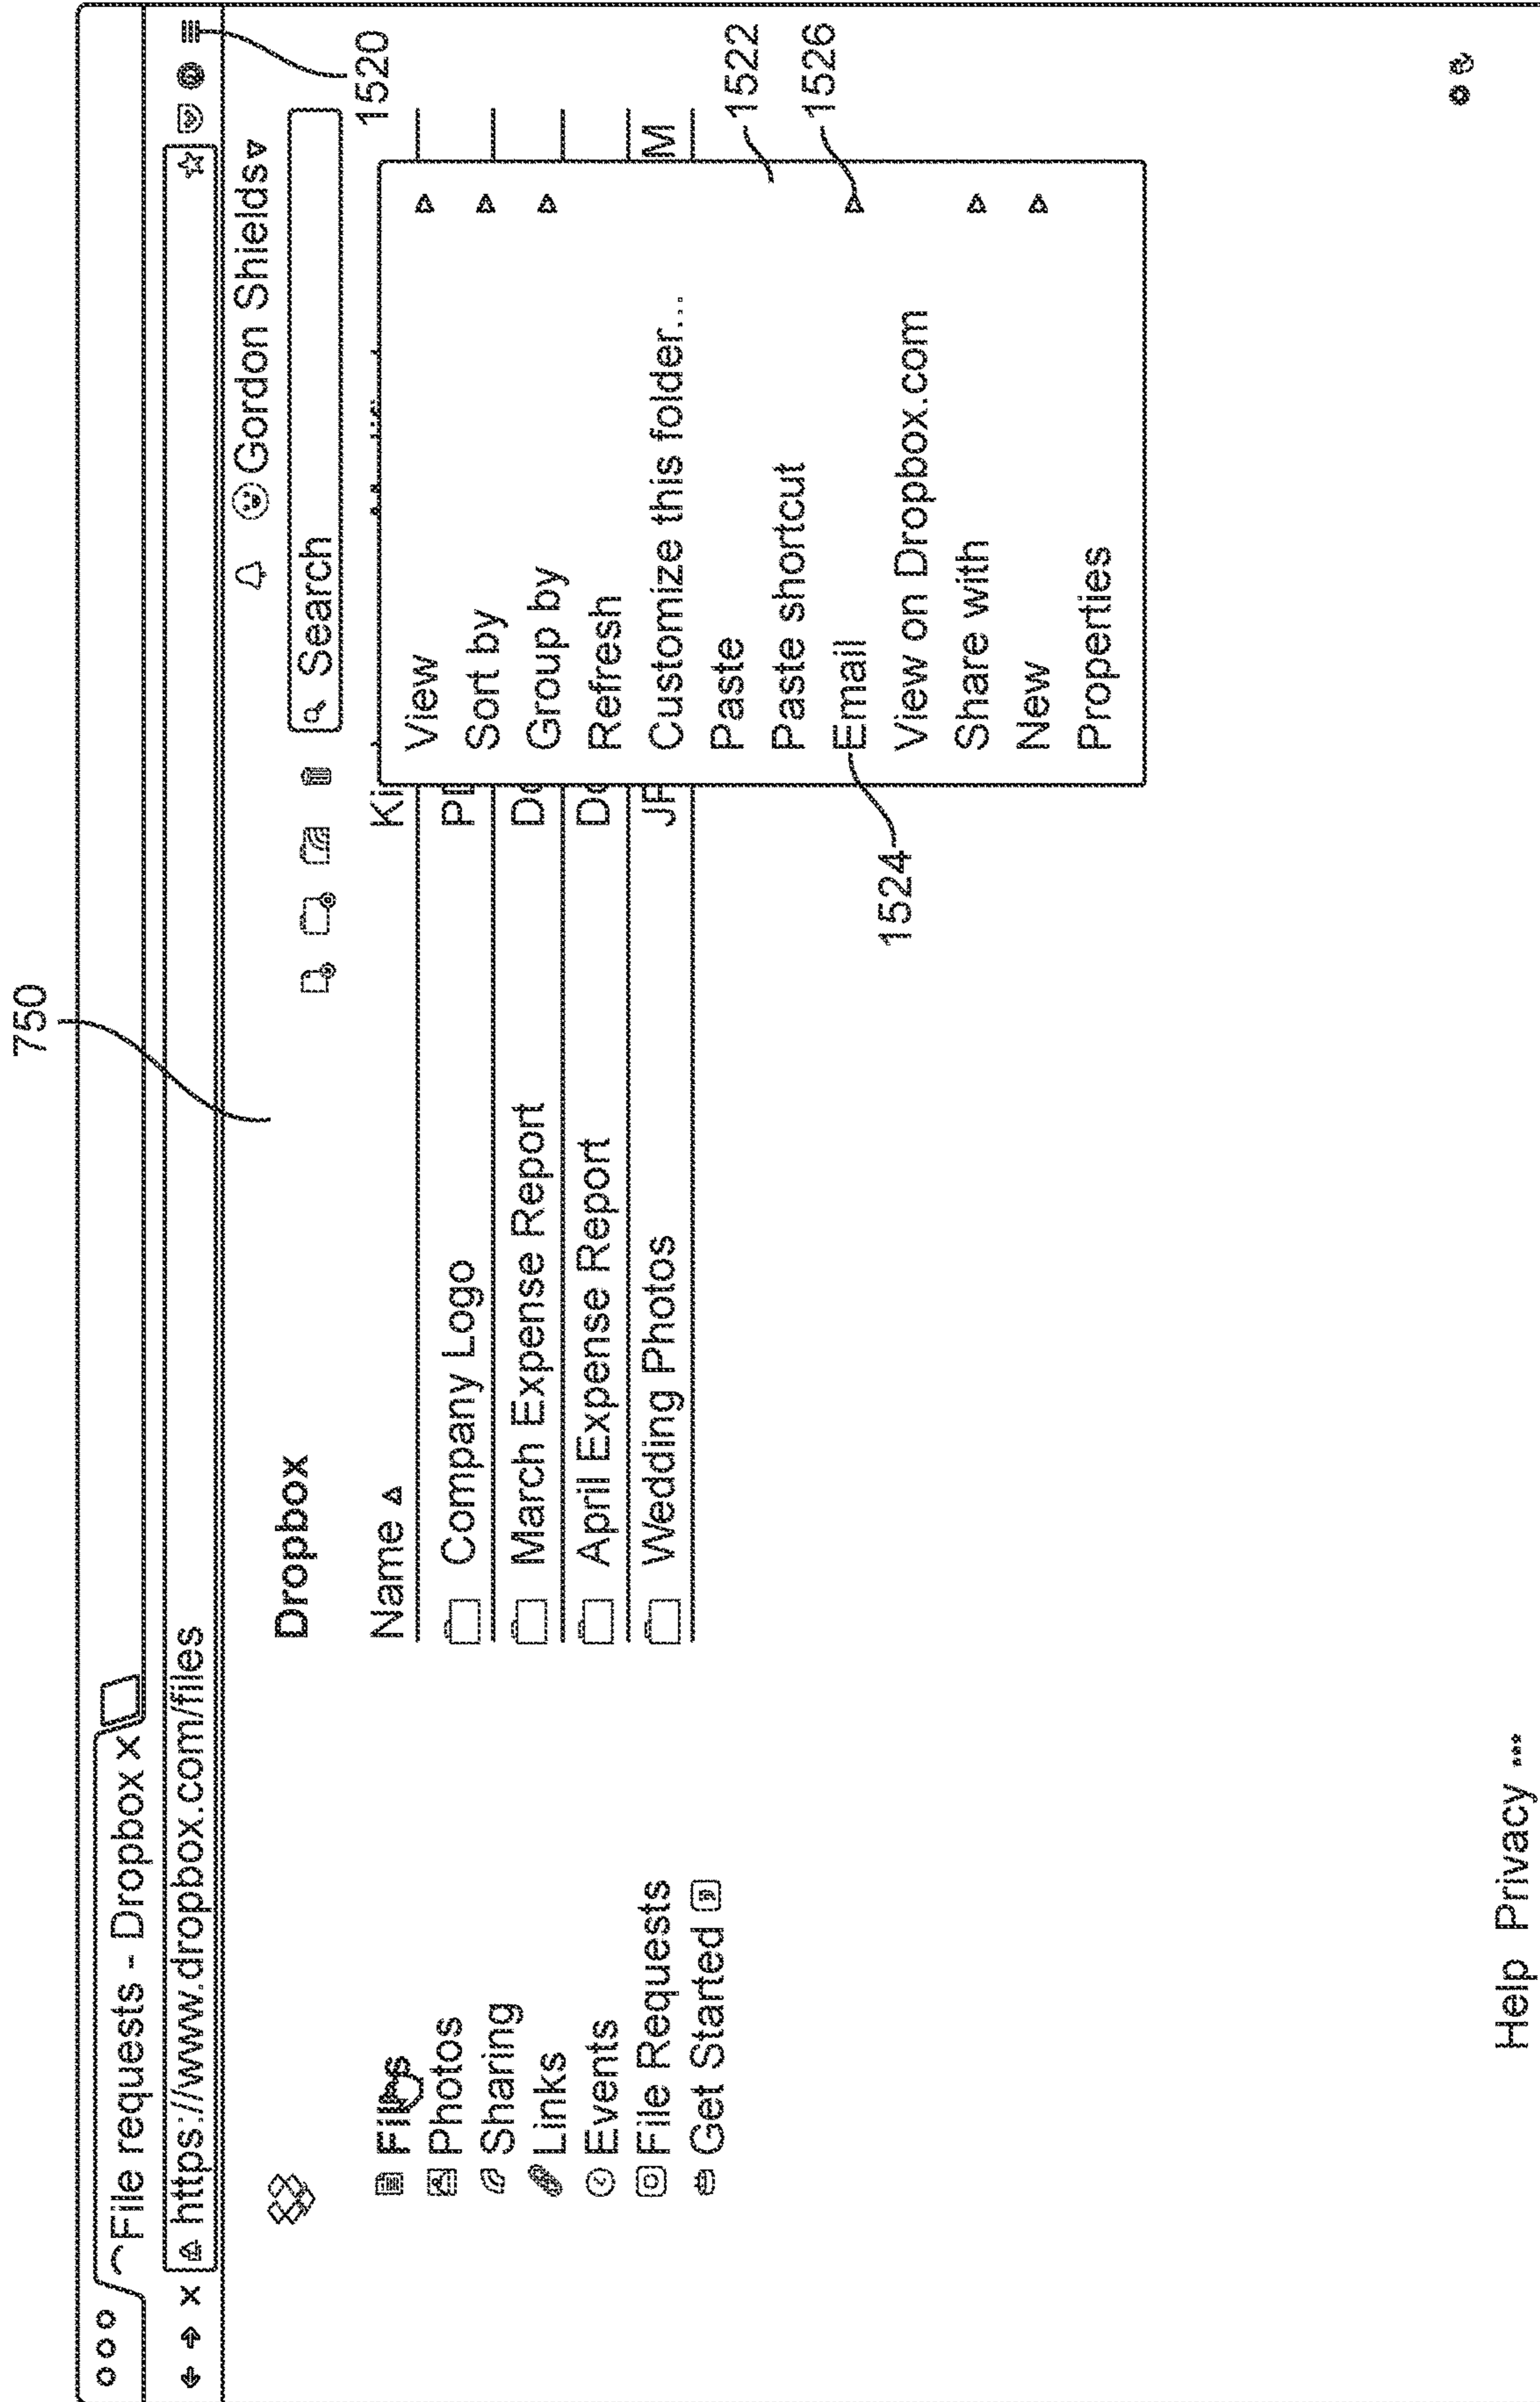 750
File requests - Dropbox x
https://www.dropbox.com/files
Gordon Shields
1520
Dropbox
Search
Files
Photos
Sharing
Links
Events
File Requests
Get Started
Name
Company Logo
March Expense Report
April Expense Report
Wedding Photos
M
View
Sort by
Group by
Refresh
Customize this folder...
Paste
Paste shortcut
Email
View on Dropbox.com
Share with
New
Properties
1522
1526
1524
Help Privacy ...